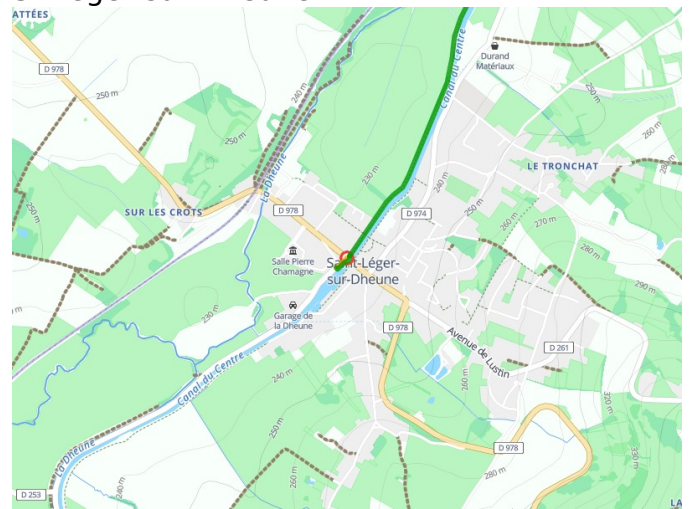 ATTÉES
D 978
250 m
240 m
250 m
La Dheune
Canal du Centre
Durand
Matériaux
260 m
280 m
LE TRONCHAT
230 m
240 m
250 m
SUR LES CROTS
D 978
D 974
260 m
270 m
250 m
280 m
290 m
Salle Pierre
Chamagne
Saint-Léger-
sur-Dheune
230 m
Garage de
la Dheune
D 978
Avenue de Lustin
D 261
Canal du Centre
240 m
160 m
320 m
250 m
La Dheune
D 978
330 m
260 m
280 m
D 253
240 m
LA